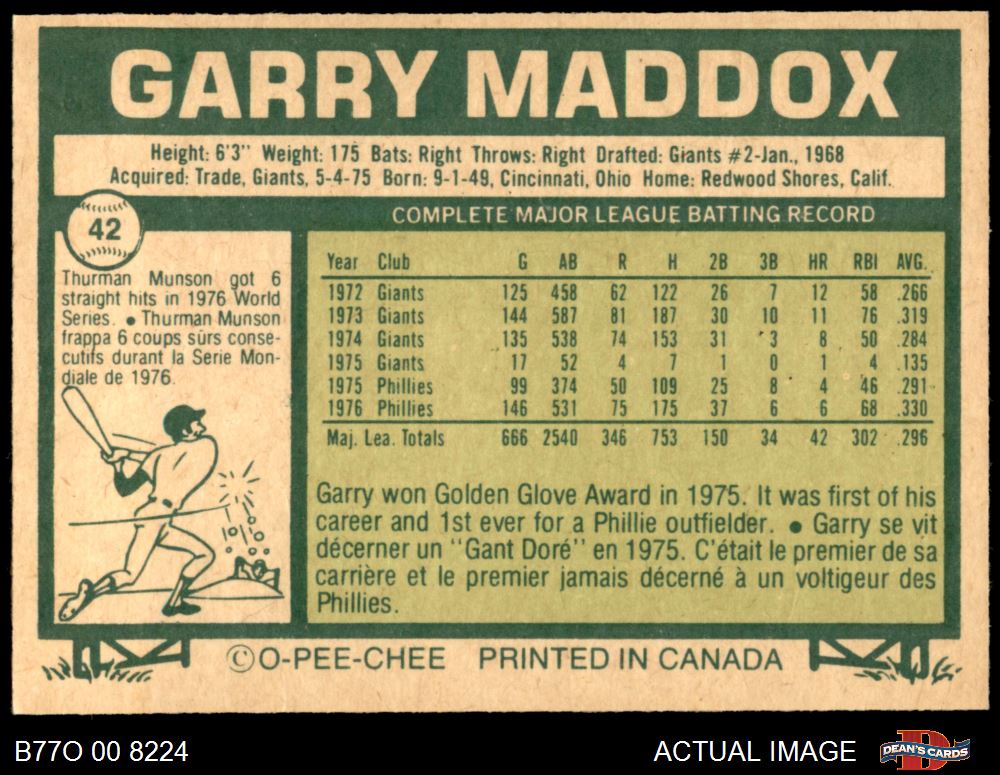 GARRY MADDOX
Height: 6'3" Weight: 175 Bats: Right Throws: Right Drafted: Giants #2-Jan., 1968
Acquired: Trade, Giants, 5-4-75 Born: 9-1-49, Cincinnati, Ohio Home: Redwood Shores, Calif.
42
Thurman Munson got 6
straight hits in 1976 World
Series. ● Thurman Munson
frappa 6 coups sûrs consé-
cutifs durant la Serie Mon-
diale de 1976.
COMPLETE MAJOR LEAGUE BATTING RECORD
Year Club G AB R H 2B 3B HR RBI AVG.
1972 Giants 125 458 62 122 26 7 12 58 .266
1973 Giants 144 587 81 187 30 10 11 76 .319
1974 Giants 135 538 74 153 31 3 8 50 .284
1975 Giants 17 52 4 7 1 0 1 4 .135
1975 Phillies 99 374 50 109 25 8 4 46 .291
1976 Phillies 146 531 75 175 37 6 6 68 .330
Maj. Lea. Totals 666 2540 346 753 150 34 42 302 .296
Garry won Golden Glove Award in 1975. It was first of his
career and 1st ever for a Phillie outfielder. ● Garry se vit
décerner un "Gant Doré" en 1975. C'était le premier de sa
carrière et le premier jamais décerné à un voltigeur des
Phillies.
©O-PEE-CHEE PRINTED IN CANADA
B77O 00 8224
ACTUAL IMAGE
DEAN'S CARDS